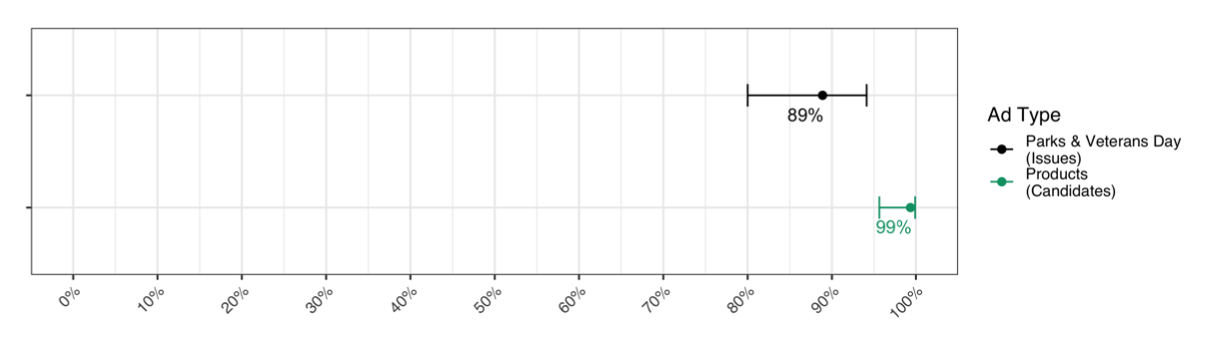 89%
99%
0%
10%
20%
30%
40%
50%
60%
70%
80%
90%
100%
Ad Type
Parks & Veterans Day
(Issues)
Products
(Candidates)